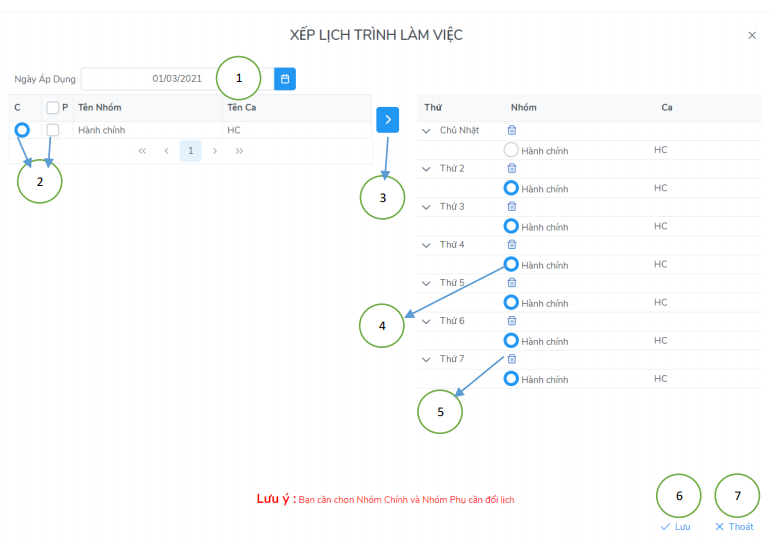 XẾP LỊCH TRÌNH LÀM VIỆC
Ngày Áp Dụng 01/03/2021 1
C P Tên Nhóm Tên Ca
Hành chính HC
<< < 1 > >>
2
3
Thứ Nhóm Ca
Chủ Nhật
Hành chính HC
Thứ 2
Hành chính HC
Thứ 3
Hành chính HC
Thứ 4
Hành chính HC
Thứ 5
Hành chính HC
4
Thứ 6
Hành chính HC
Thứ 7
Hành chính HC
5
Lưu ý : Bạn cần chọn Nhóm Chính và Nhóm Phụ cần đổi lịch
6 7
Lưu Thoát